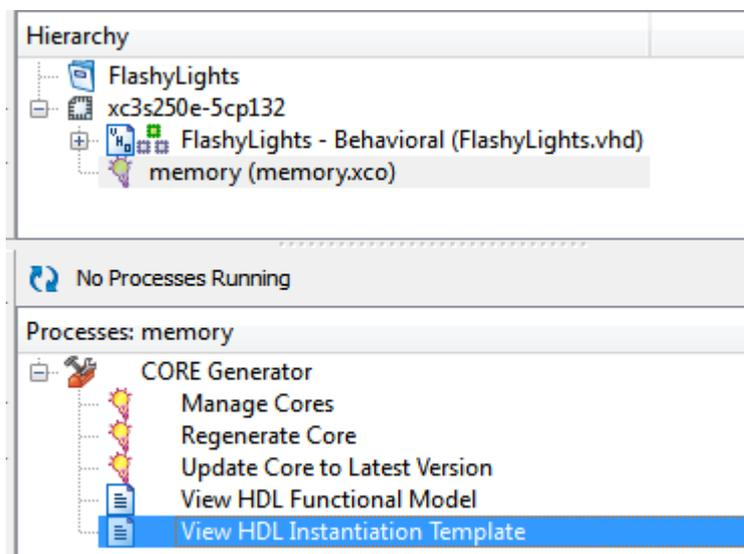 Hierarchy
FlashyLights
xc3s250e-5cp132
FlashyLights - Behavioral (FlashyLights.vhd)
memory (memory.xco)
No Processes Running
Processes: memory
CORE Generator
Manage Cores
Regenerate Core
Update Core to Latest Version
View HDL Functional Model
View HDL Instantiation Template